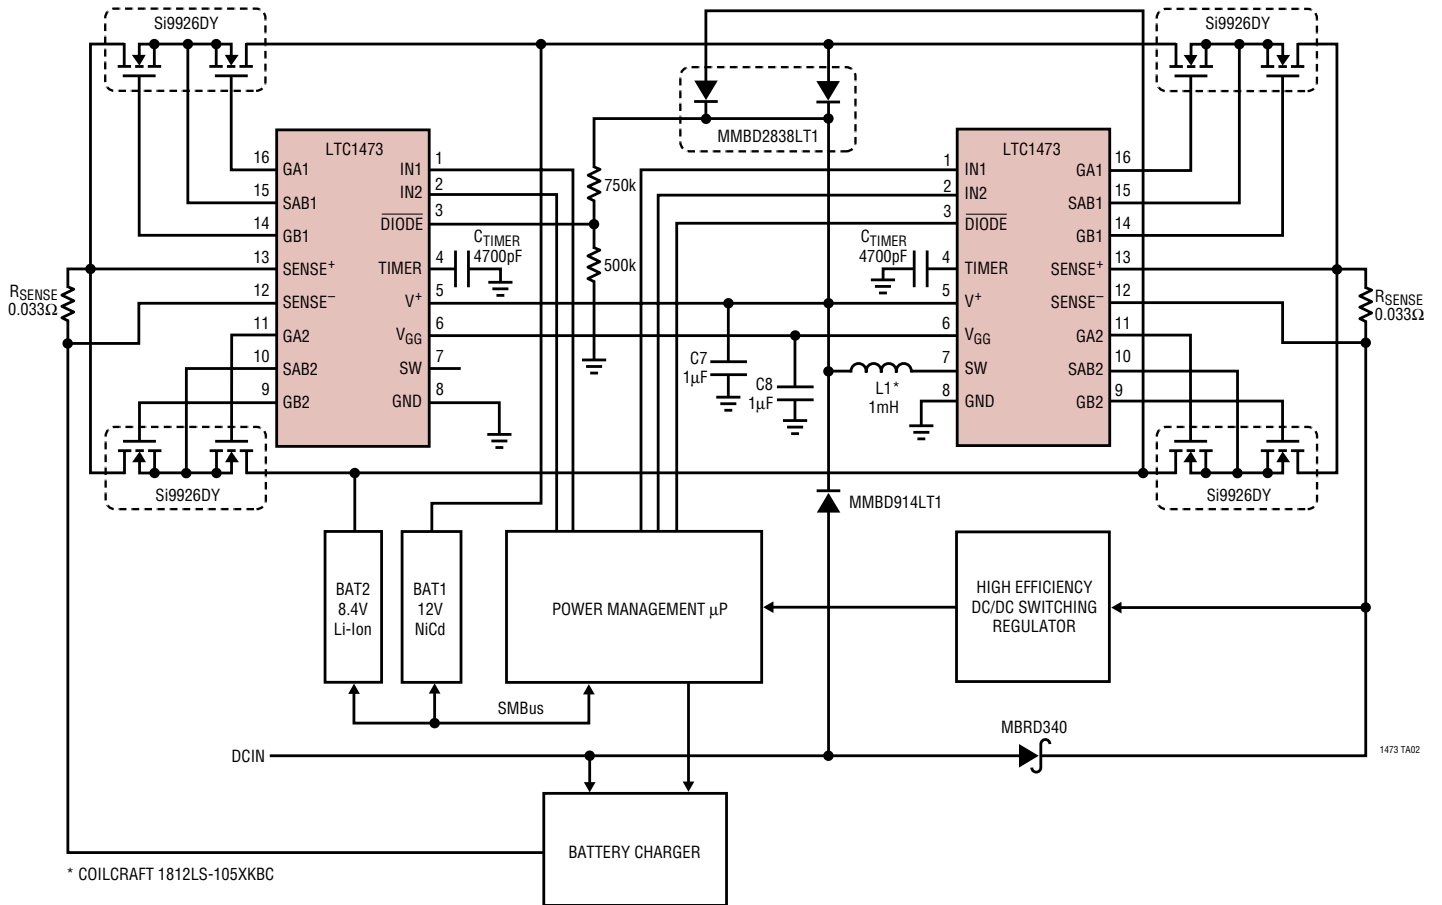 Si9926DY
Si9926DY
MMBD2838LT1
LTC1473
16 GA1
15 SAB1
14 GB1
13 SENSE+
12 SENSE–
11 GA2
10 SAB2
9 GB2
IN1 1
IN2 2
DIODE 3
TIMER 4
V+ 5
VGG 6
SW 7
GND 8
RSENSE
0.033Ω
CTIMER
4700pF
750k
500k
C7
1µF
C8
1µF
L1*
1mH
CTIMER
4700pF
LTC1473
1 IN1
2 IN2
3 DIODE
4 TIMER
5 V+
6 VGG
7 SW
8 GND
GA1 16
SAB1 15
GB1 14
SENSE+ 13
SENSE– 12
GA2 11
SAB2 10
GB2 9
RSENSE
0.033Ω
Si9926DY
Si9926DY
MMBD914LT1
BAT2
8.4V
Li-Ion
BAT1
12V
NiCd
POWER MANAGEMENT µP
HIGH EFFICIENCY
DC/DC SWITCHING
REGULATOR
SMBus
DCIN
MBRD340
1473 TA02
BATTERY CHARGER
* COILCRAFT 1812LS-105XKBC